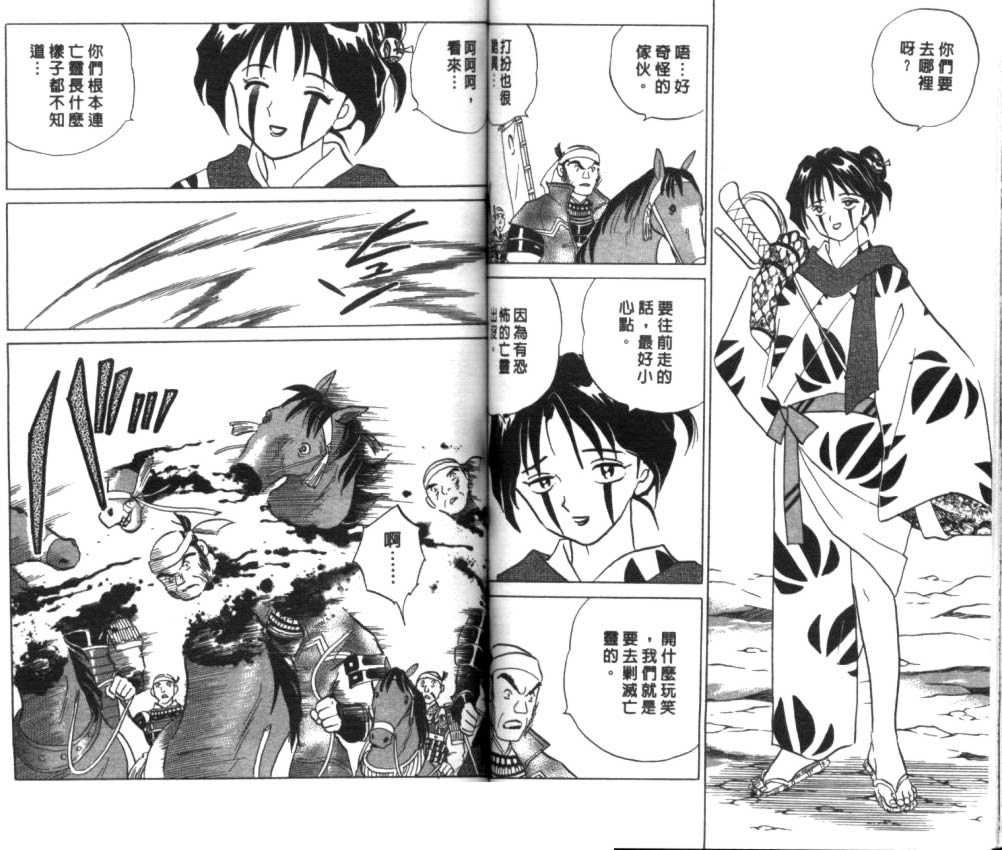 你們要
去哪裡
呀?
唔…好
奇怪的
傢伙。
打扮也很
要往前走的
話,最好小
心點。
因為有恐
怖的亡靈
出沒。
開什麼玩笑
,我們就是
要去剿滅亡
靈的。
呵呵呵,
看來…
你們根本連
亡靈長什麼
樣子都不知
道…
ビュン
啊……